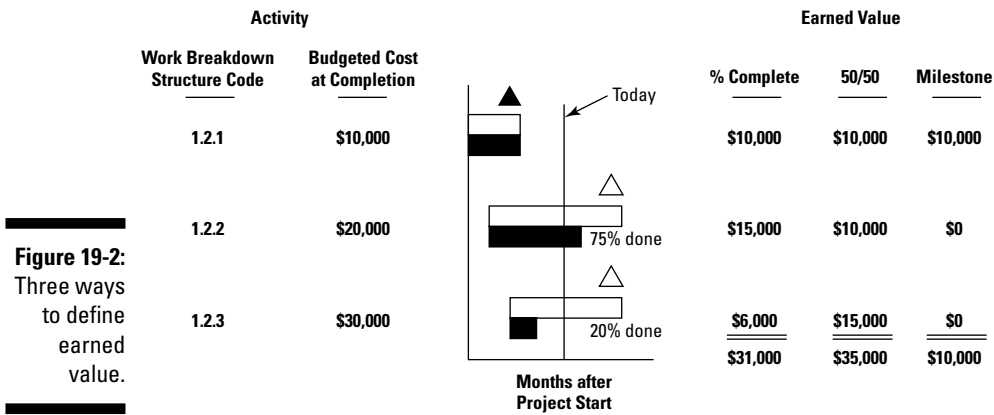 Activity
Earned Value
Work Breakdown
Structure Code
Budgeted Cost
at Completion
% Complete
50/50
Milestone
Today
1.2.1
$10,000
$10,000
$10,000
$10,000
1.2.2
$20,000
75% done
$15,000
$10,000
$0
1.2.3
$30,000
20% done
$6,000
$15,000
$0
$31,000
$35,000
$10,000
Months after
Project Start
Figure 19-2:
Three ways
to define
earned
value.